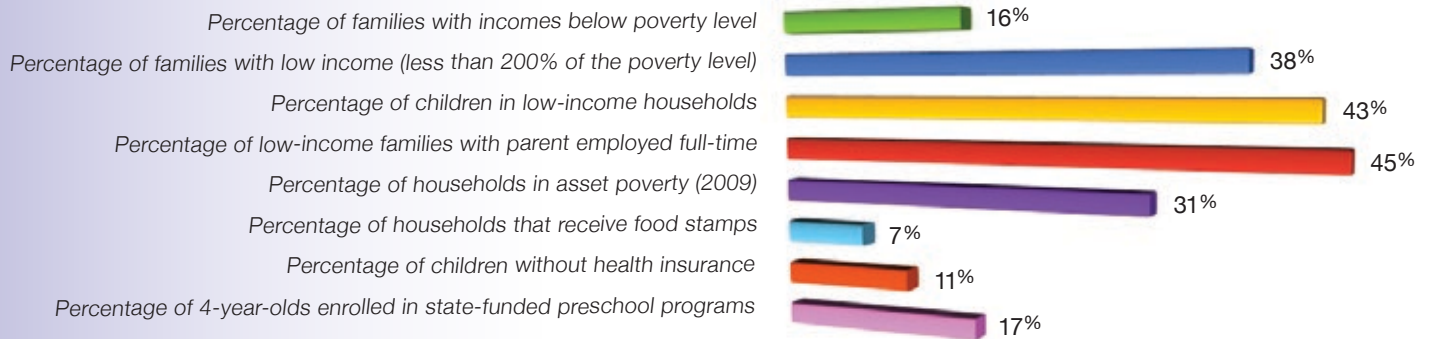 Percentage of families with incomes below poverty level 16%
Percentage of families with low income (less than 200% of the poverty level) 38%
Percentage of children in low-income households 43%
Percentage of low-income families with parent employed full-time 45%
Percentage of households in asset poverty (2009) 31%
Percentage of households that receive food stamps 7%
Percentage of children without health insurance 11%
Percentage of 4-year-olds enrolled in state-funded preschool programs 17%